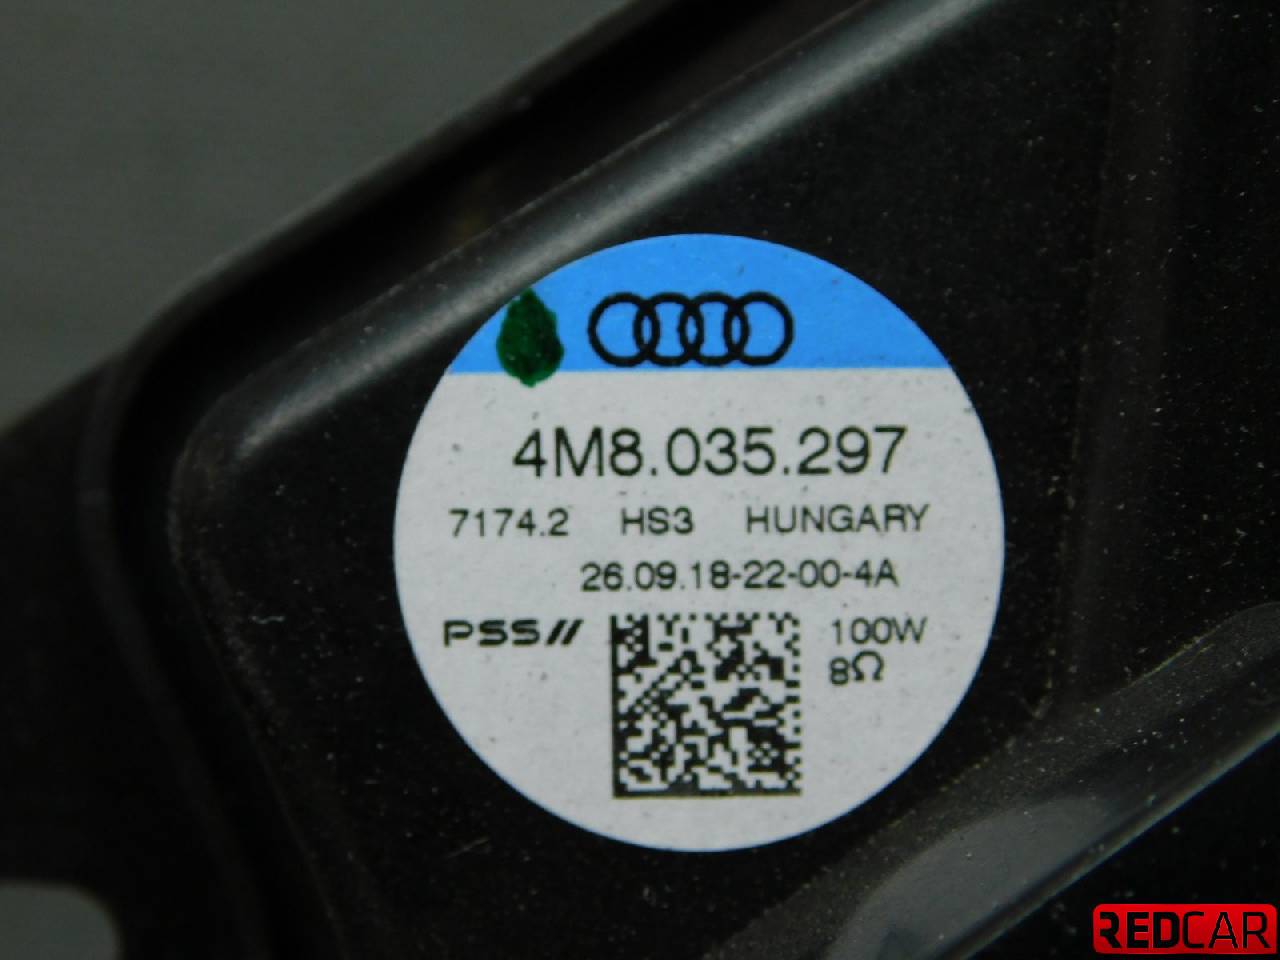 4M8.035.297
7174.2 HS3 HUNGARY
26.09.18-22-00-4A
PSS// 100W
8Ω
REDCAR